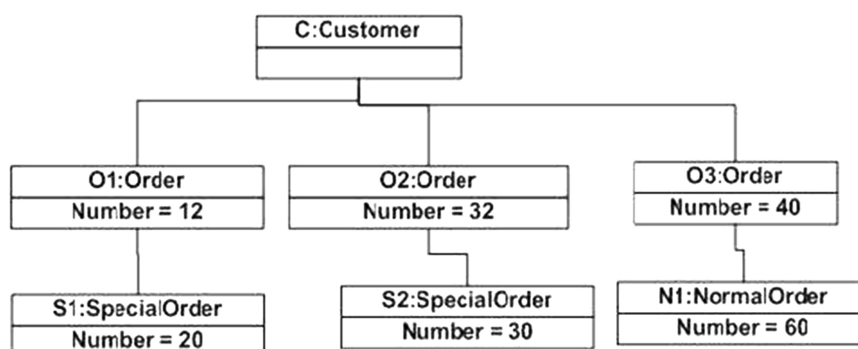 C:Customer
O1:Order
Number = 12
O2:Order
Number = 32
O3:Order
Number = 40
S1:SpecialOrder
Number = 20
S2:SpecialOrder
Number = 30
N1:NormalOrder
Number = 60